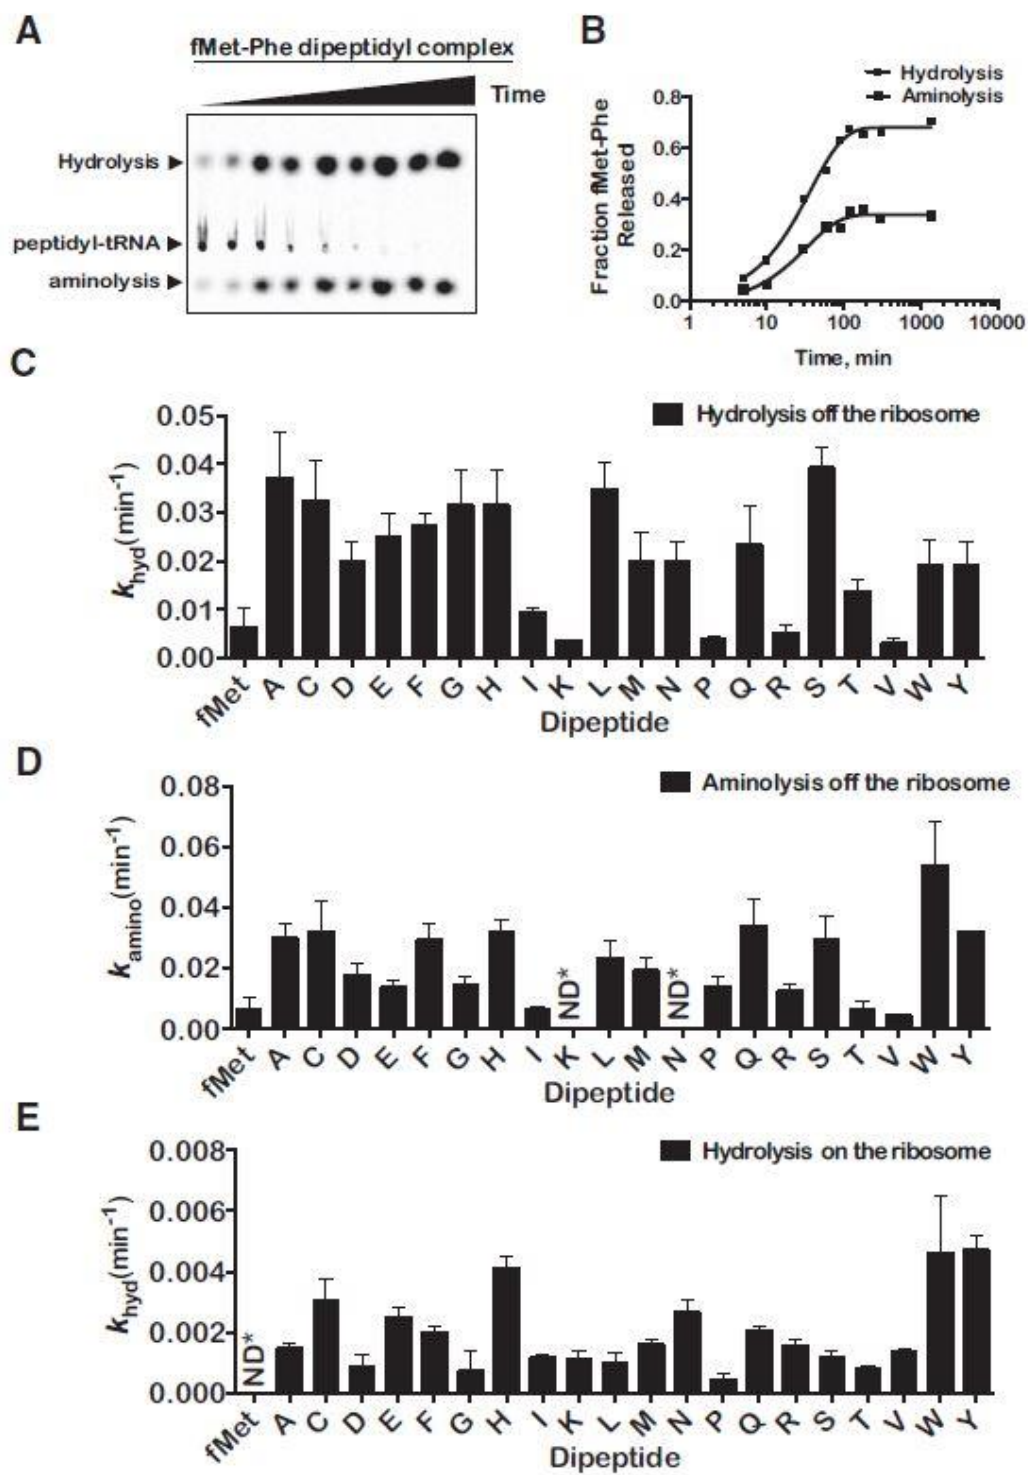 A
fMet-Phe dipeptidyl complex
Time
Hydrolysis
peptidyl-tRNA
aminolysis
B
Hydrolysis
Aminolysis
Fraction fMet-Phe
Released
0.8
0.6
0.4
0.2
0.0
1 10 100 1000 10000
Time, min
C
Hydrolysis off the ribosome
khyd(min-1)
0.05
0.04
0.03
0.02
0.01
0.00
fMet A C D E F G H I K L M N P Q R S T V W Y
Dipeptide
D
Aminolysis off the ribosome
kamino(min-1)
0.08
0.06
0.04
0.02
0.00
ND* ND*
fMet A C D E F G H I K L M N P Q R S T V W Y
Dipeptide
E
Hydrolysis on the ribosome
khyd(min-1)
0.008
0.006
0.004
0.002
0.000
ND*
fMet A C D E F G H I K L M N P Q R S T V W Y
Dipeptide